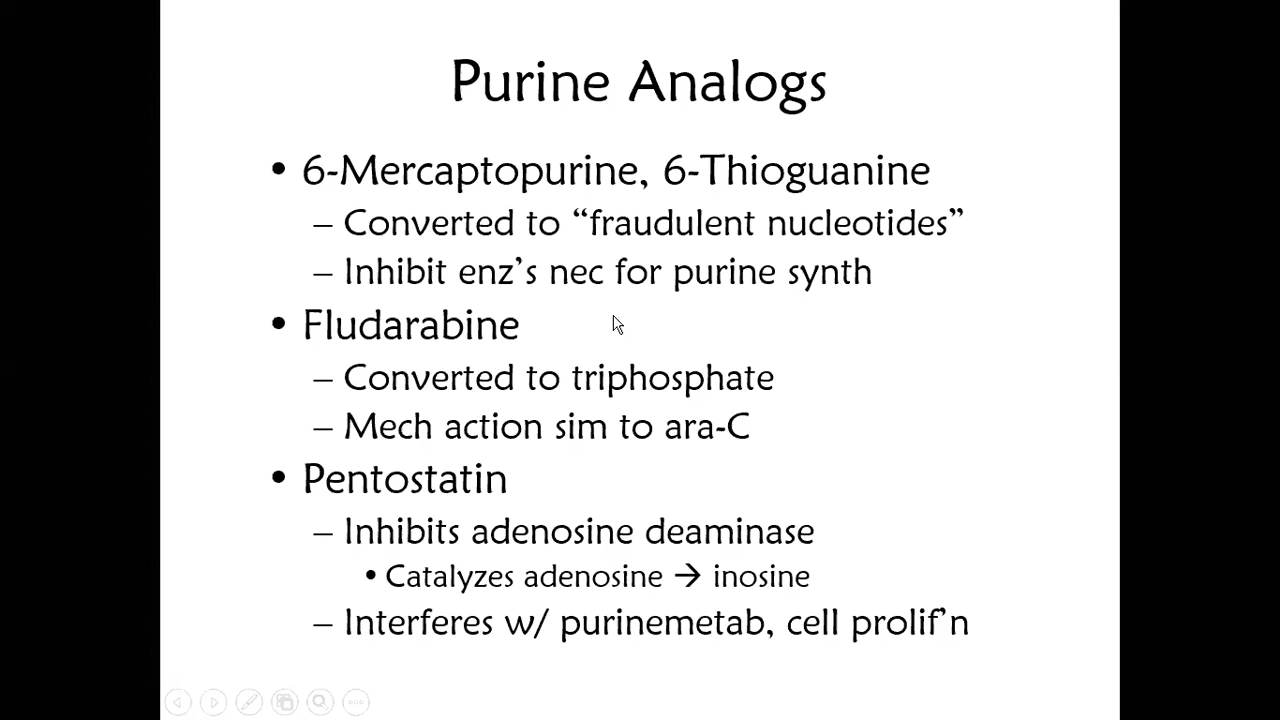 Purine Analogs
• 6-Mercaptopurine, 6-Thioguanine
– Converted to “fraudulent nucleotides”
– Inhibit enz’s nec for purine synth
• Fludarabine
– Converted to triphosphate
– Mech action sim to ara-C
• Pentostatin
– Inhibits adenosine deaminase
• Catalyzes adenosine → inosine
– Interferes w/ purinemetab, cell prolif’n